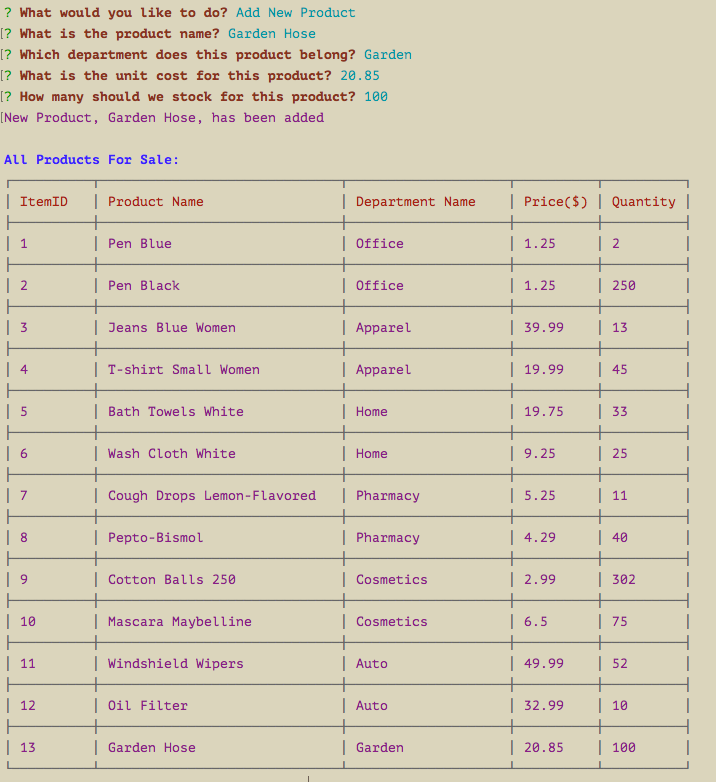 ? What would you like to do? Add New Product
[? What is the product name? Garden Hose
[? Which department does this product belong? Garden
[? What is the unit cost for this product? 20.85
[? How many should we stock for this product? 100
[New Product, Garden Hose, has been added
All Products For Sale:
ItemID Product Name Department Name Price($) Quantity
1 Pen Blue Office 1.25 2
2 Pen Black Office 1.25 250
3 Jeans Blue Women Apparel 39.99 13
4 T-shirt Small Women Apparel 19.99 45
5 Bath Towels White Home 19.75 33
6 Wash Cloth White Home 9.25 25
7 Cough Drops Lemon-Flavored Pharmacy 5.25 11
8 Pepto-Bismol Pharmacy 4.29 40
9 Cotton Balls 250 Cosmetics 2.99 302
10 Mascara Maybelline Cosmetics 6.5 75
11 Windshield Wipers Auto 49.99 52
12 Oil Filter Auto 32.99 10
13 Garden Hose Garden 20.85 100